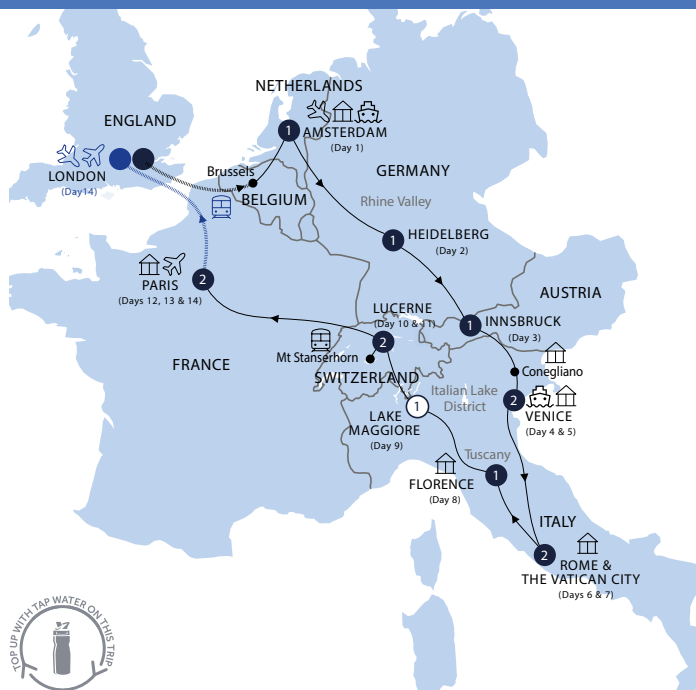 NETHERLANDS
ENGLAND
1
AMSTERDAM
(Day 1)
LONDON
(Day14)
Brussels
BELGIUM
GERMANY
Rhine Valley
1
HEIDELBERG
(Day 2)
2
PARIS
(Days 12, 13 & 14)
AUSTRIA
LUCERNE
(Day 10 & 11)
2
1
INNSBRUCK
(Day 3)
Mt Stanserhorn
SWITZERLAND
FRANCE
Conegliano
Italian Lake
District
2
VENICE
(Day 4 & 5)
1
LAKE
MAGGIORE
(Day 9)
Tuscany
1
FLORENCE
(Day 8)
ITALY
2
ROME &
THE VATICAN CITY
(Days 6 & 7)
TOP UP WITH TAP WATER ON THIS TRIP